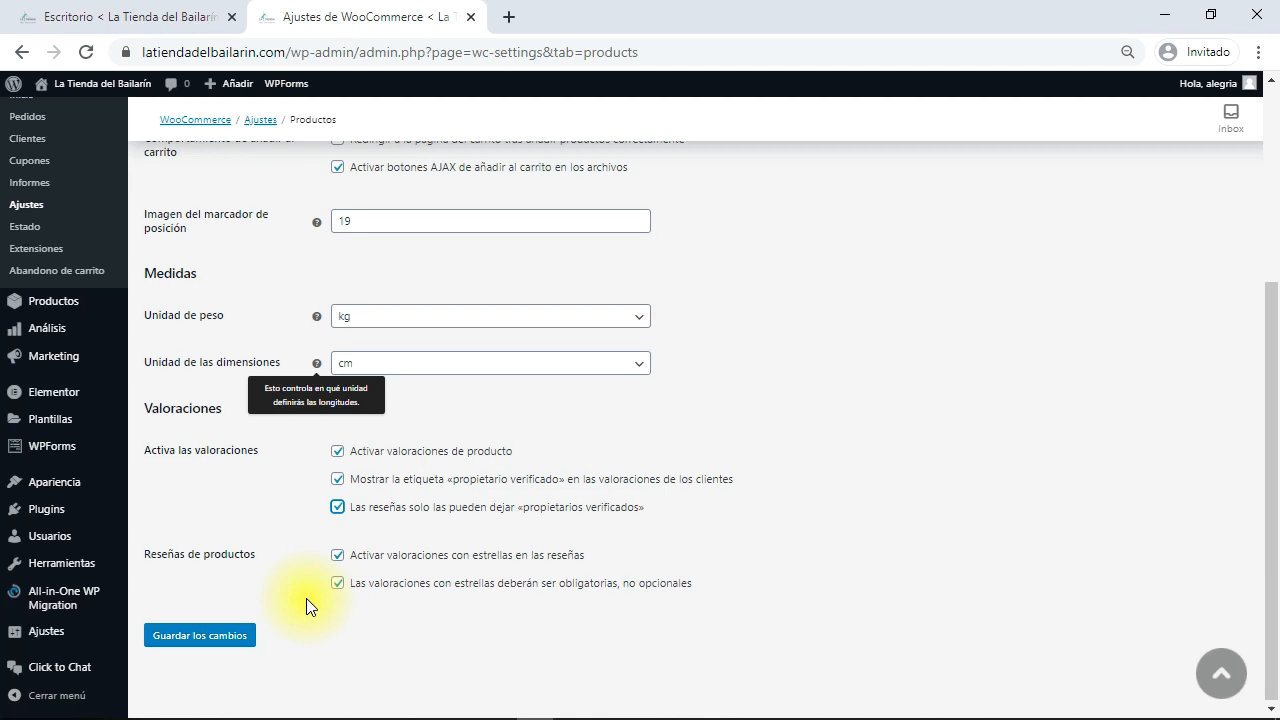 Escritorio < La Tienda del Bailarín
Ajustes de WooCommerce < La T
latiendadelbailarin.com/wp-admin/admin.php?page=wc-settings&tab=products
Invitado
La Tienda del Bailarín
0
Añadir
WPForms
Hola, alegria
Pedidos
Clientes
Cupones
Informes
Ajustes
Estado
Extensiones
Abandono de carrito
Productos
Análisis
Marketing
Elementor
Plantillas
WPForms
Apariencia
Plugins
Usuarios
Herramientas
All-in-One WP
Migration
Ajustes
Click to Chat
Cerrar menú
WooCommerce / Ajustes / Productos
Inbox
carrito
Activar botones AJAX de añadir al carrito en los archivos
Imagen del marcador de
posición
19
Medidas
Unidad de peso
kg
Unidad de las dimensiones
cm
Esto controla en qué unidad
definirás las longitudes.
Valoraciones
Activa las valoraciones
Activar valoraciones de producto
Mostrar la etiqueta «propietario verificado» en las valoraciones de los clientes
Las reseñas solo las pueden dejar «propietarios verificados»
Reseñas de productos
Activar valoraciones con estrellas en las reseñas
Las valoraciones con estrellas deberán ser obligatorias, no opcionales
Guardar los cambios